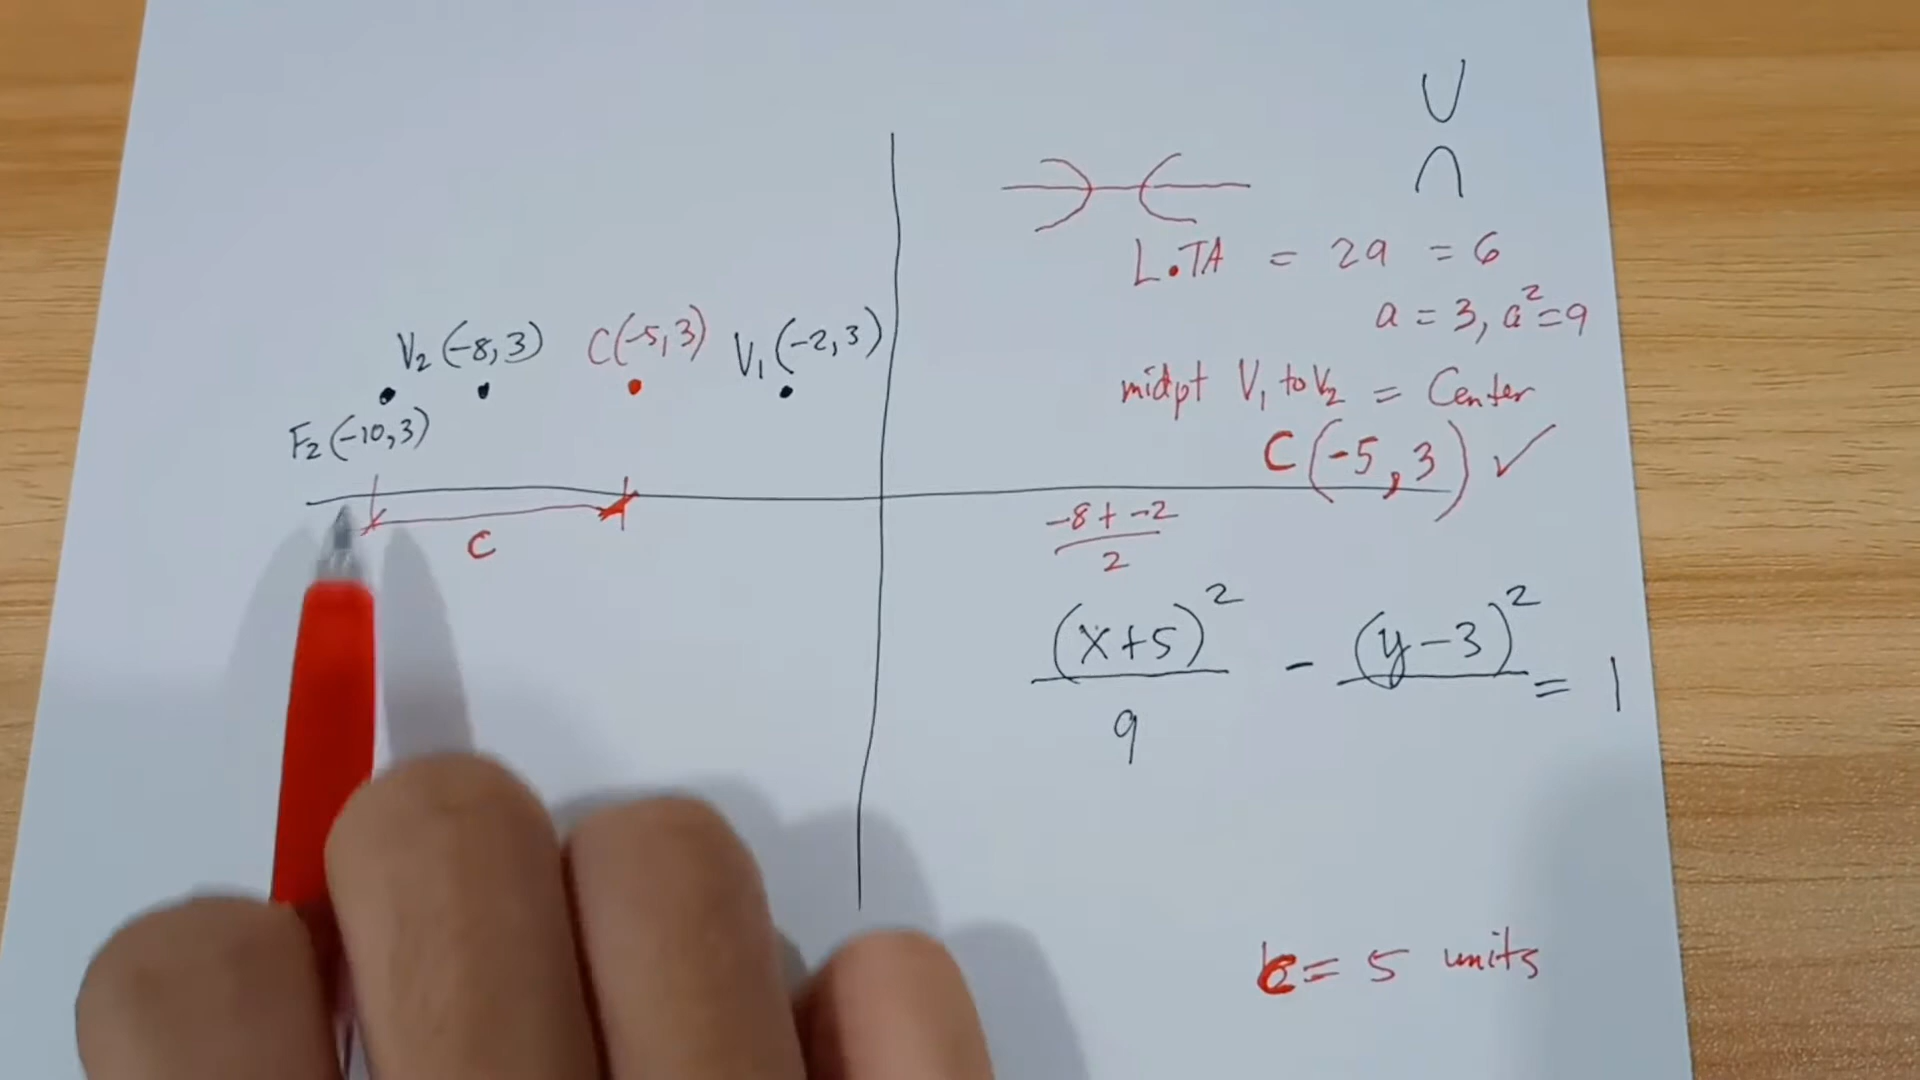 V₂(-8,3) C(-5,3) V₁(-2,3)
F₂(-10,3)
C
L.TA = 2a = 6
a = 3, a²=9
midpt V₁ to V₂ = Center
C(-5,3) ✓
-8+-2
2
(x+5)² - (y-3)² = 1
9
c = 5 units